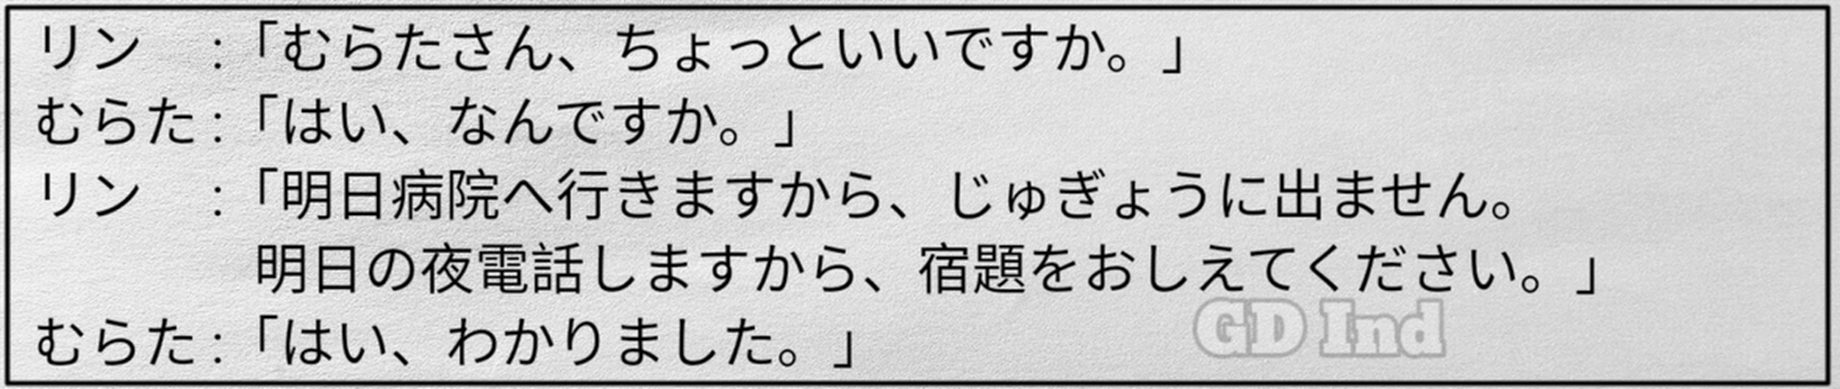 リン　：「むらたさん、ちょっといいですか。」
むらた：「はい、なんですか。」
リン　：「明日病院へ行きますから、じゅぎょうに出ません。
明日の夜電話しますから、宿題をおしえてください。」
むらた：「はい、わかりました。」
GD Ind